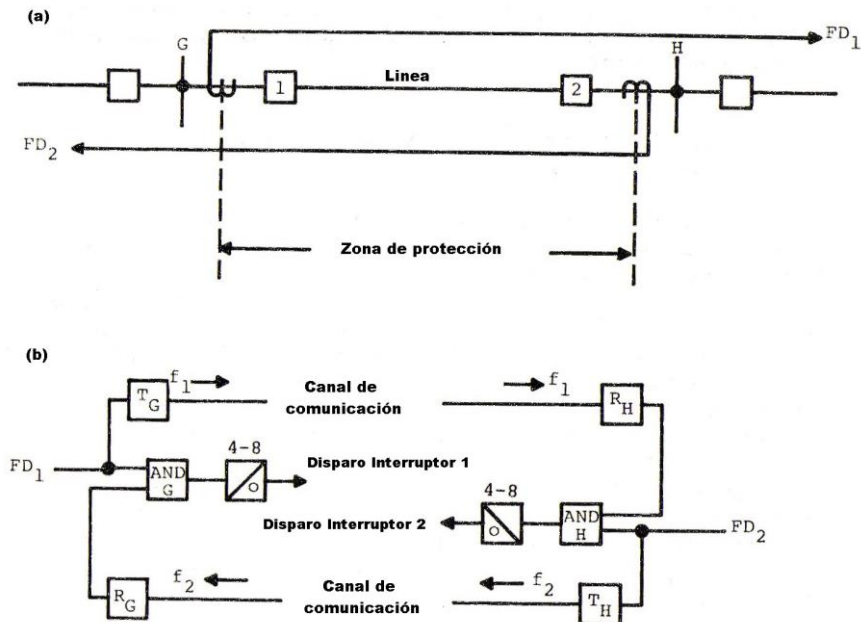 (a)
FD1
G
H
1
Linea
2
FD2
Zona de protección
(b)
f1
Canal de
comunicación
f1
TG
RH
4-8
FD1
AND
G
O
Disparo Interruptor 1
4-8
Disparo Interruptor 2
O
AND
H
FD2
f2
Canal de
comunicación
f2
RG
TH